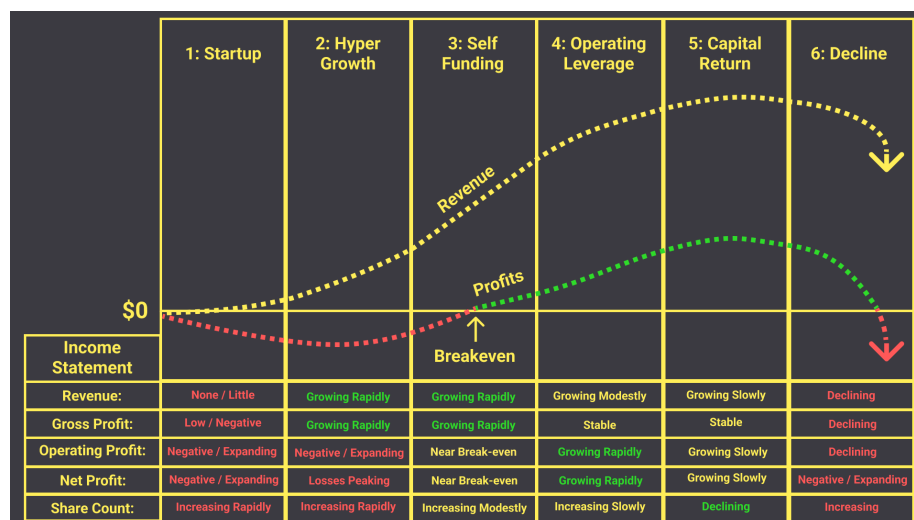 1: Startup
2: Hyper
Growth
3: Self
Funding
4: Operating
Leverage
5: Capital
Return
6: Decline
Revenue
Profits
$0
Breakeven
Income
Statement
Revenue: None / Little Growing Rapidly Growing Rapidly Growing Modestly Growing Slowly Declining
Gross Profit: Low / Negative Growing Rapidly Growing Rapidly Stable Stable Declining
Operating Profit: Negative / Expanding Negative / Expanding Near Break-even Growing Rapidly Growing Slowly Declining
Net Profit: Negative / Expanding Losses Peaking Near Break-even Growing Rapidly Growing Slowly Negative / Expanding
Share Count: Increasing Rapidly Increasing Rapidly Increasing Modestly Increasing Slowly Declining Increasing